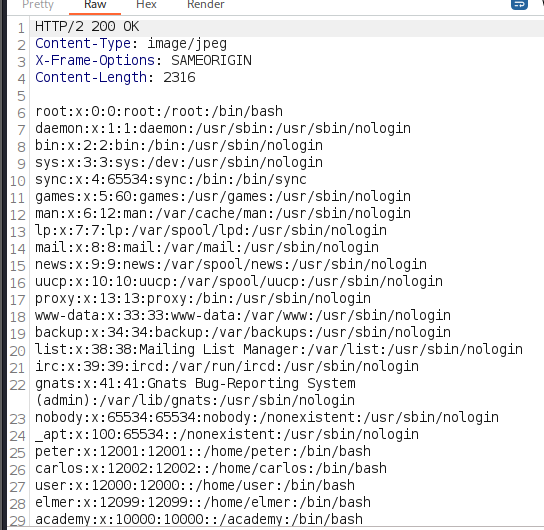 Pretty Raw Hex Render
1 HTTP/2 200 OK
2 Content-Type: image/jpeg
3 X-Frame-Options: SAMEORIGIN
4 Content-Length: 2316
5
6 root:x:0:0:root:/root:/bin/bash
7 daemon:x:1:1:daemon:/usr/sbin:/usr/sbin/nologin
8 bin:x:2:2:bin:/bin:/usr/sbin/nologin
9 sys:x:3:3:sys:/dev:/usr/sbin/nologin
10 sync:x:4:65534:sync:/bin:/bin/sync
11 games:x:5:60:games:/usr/games:/usr/sbin/nologin
12 man:x:6:12:man:/var/cache/man:/usr/sbin/nologin
13 lp:x:7:7:lp:/var/spool/lpd:/usr/sbin/nologin
14 mail:x:8:8:mail:/var/mail:/usr/sbin/nologin
15 news:x:9:9:news:/var/spool/news:/usr/sbin/nologin
16 uucp:x:10:10:uucp:/var/spool/uucp:/usr/sbin/nologin
17 proxy:x:13:13:proxy:/bin:/usr/sbin/nologin
18 www-data:x:33:33:www-data:/var/www:/usr/sbin/nologin
19 backup:x:34:34:backup:/var/backups:/usr/sbin/nologin
20 list:x:38:38:Mailing List Manager:/var/list:/usr/sbin/nologin
21 irc:x:39:39:ircd:/var/run/ircd:/usr/sbin/nologin
22 gnats:x:41:41:Gnats Bug-Reporting System
(admin):/var/lib/gnats:/usr/sbin/nologin
23 nobody:x:65534:65534:nobody:/nonexistent:/usr/sbin/nologin
24 _apt:x:100:65534::/nonexistent:/usr/sbin/nologin
25 peter:x:12001:12001::/home/peter:/bin/bash
26 carlos:x:12002:12002::/home/carlos:/bin/bash
27 user:x:12000:12000::/home/user:/bin/bash
28 elmer:x:12099:12099::/home/elmer:/bin/bash
29 academy:x:10000:10000::/academy:/bin/bash